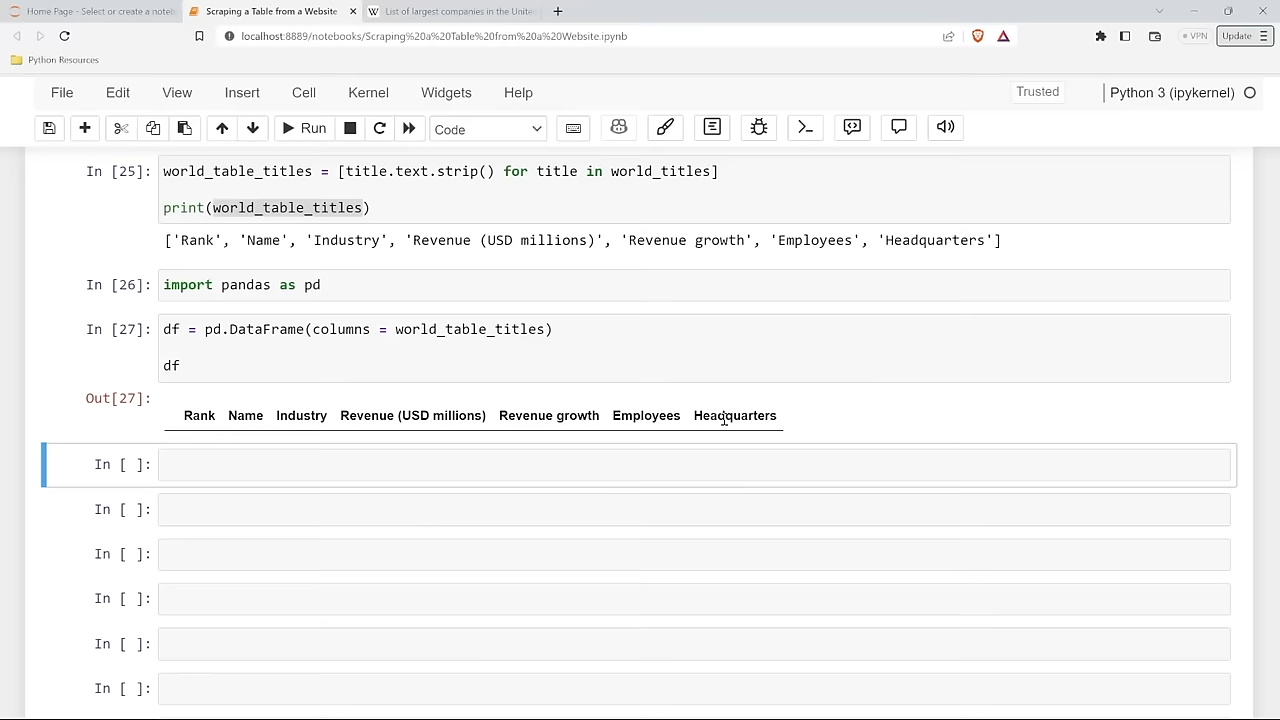 Home Page - Select or create a noteb
Scraping a Table from a Website
List of largest companies in the Unite
localhost:8889/notebooks/Scraping%20a%20Table%20from%20a%20Website.ipynb
VPN
Update
Python Resources
File Edit View Insert Cell Kernel Widgets Help
Trusted
Python 3 (ipykernel)
Run
Code
In [25]: world_table_titles = [title.text.strip() for title in world_titles]
print(world_table_titles)
['Rank', 'Name', 'Industry', 'Revenue (USD millions)', 'Revenue growth', 'Employees', 'Headquarters']
In [26]: import pandas as pd
In [27]: df = pd.DataFrame(columns = world_table_titles)
df
Out[27]:
Rank Name Industry Revenue (USD millions) Revenue growth Employees Headquarters
In [ ]:
In [ ]:
In [ ]:
In [ ]:
In [ ]:
In [ ]: